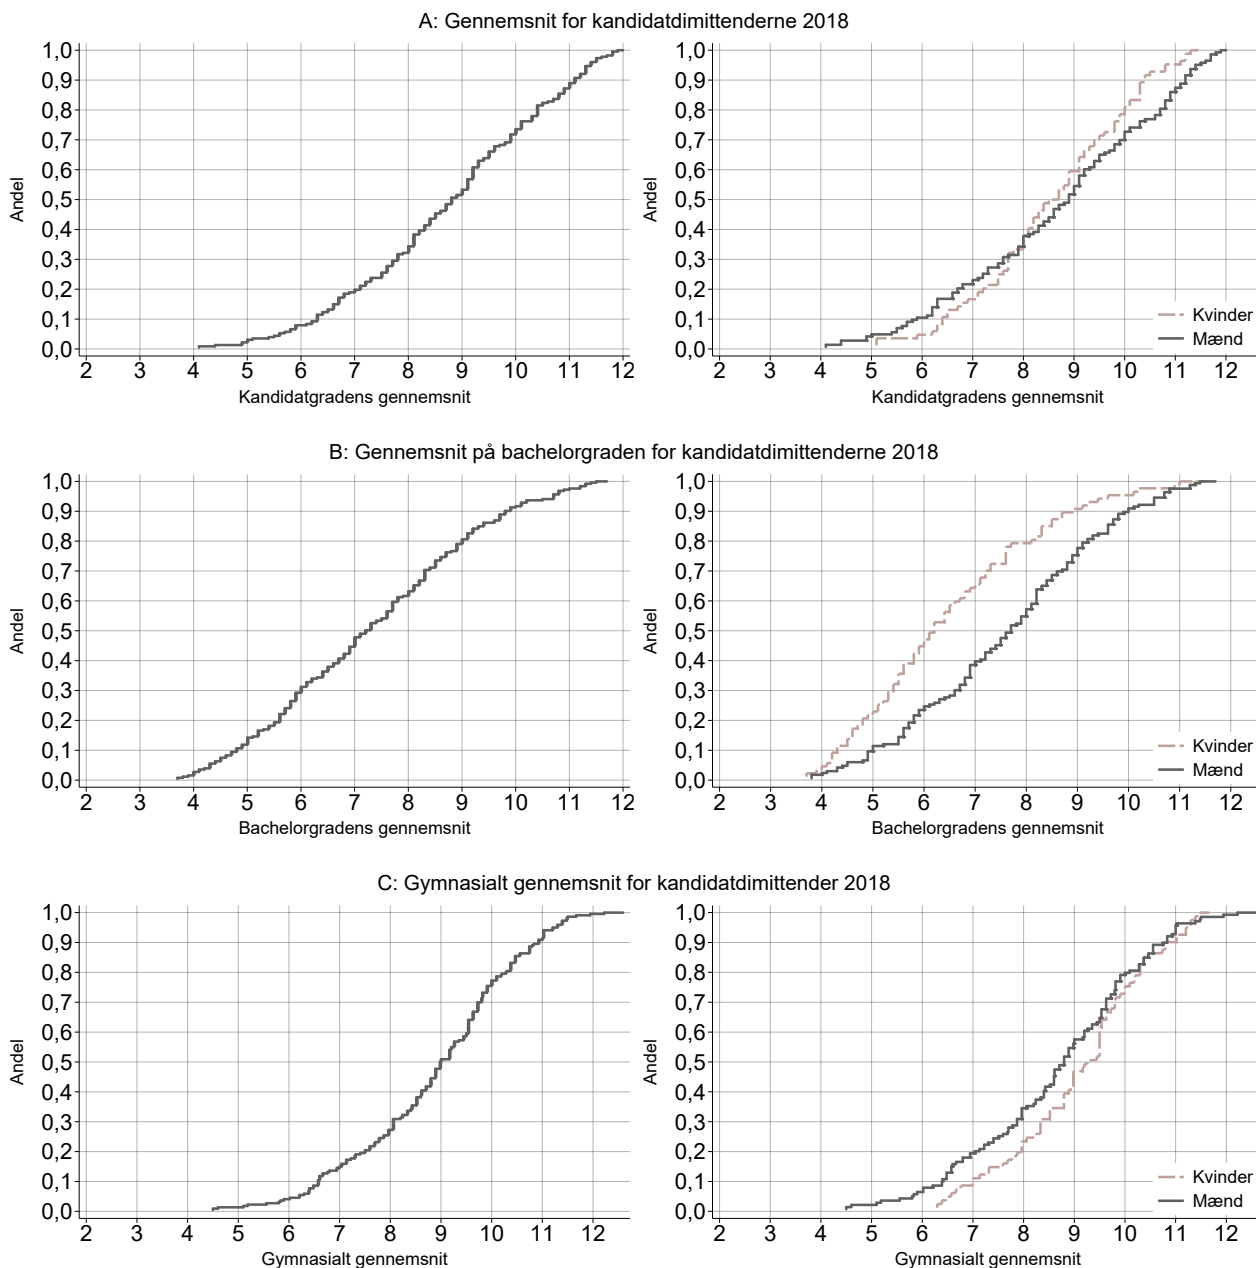 A: Gennemsnit for kandidatdimittenderne 2018
1,0
0,9
0,8
0,7
0,6
0,5
0,4
0,3
0,2
0,1
0,0
Andel
2 3 4 5 6 7 8 9 10 11 12
Kandidatgradens gennemsnit
1,0
0,9
0,8
0,7
0,6
0,5
0,4
0,3
0,2
0,1
0,0
Andel
Kvinder
Mænd
2 3 4 5 6 7 8 9 10 11 12
Kandidatgradens gennemsnit
B: Gennemsnit på bachelorgraden for kandidatdimittenderne 2018
1,0
0,9
0,8
0,7
0,6
0,5
0,4
0,3
0,2
0,1
0,0
Andel
2 3 4 5 6 7 8 9 10 11 12
Bachelorgradens gennemsnit
1,0
0,9
0,8
0,7
0,6
0,5
0,4
0,3
0,2
0,1
0,0
Andel
Kvinder
Mænd
2 3 4 5 6 7 8 9 10 11 12
Bachelorgradens gennemsnit
C: Gymnasialt gennemsnit for kandidatdimittender 2018
1,0
0,9
0,8
0,7
0,6
0,5
0,4
0,3
0,2
0,1
0,0
Andel
2 3 4 5 6 7 8 9 10 11 12
Gymnasialt gennemsnit
1,0
0,9
0,8
0,7
0,6
0,5
0,4
0,3
0,2
0,1
0,0
Andel
Kvinder
Mænd
2 3 4 5 6 7 8 9 10 11 12
Gymnasialt gennemsnit